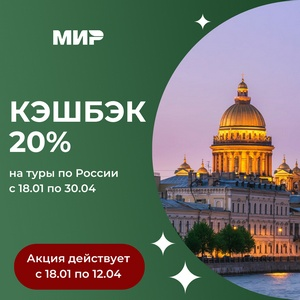 МИР
КЭШБЭК
20%
на туры по России
с 18.01 по 30.04
Акция действует
с 18.01 по 12.04